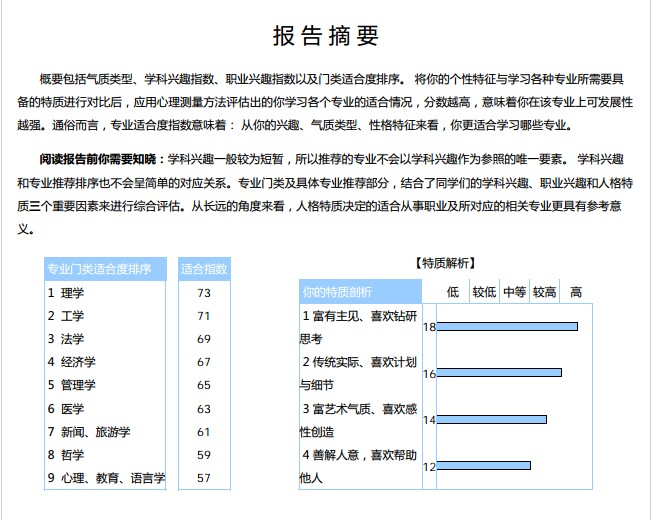 报告摘要
概要包括气质类型、学科兴趣指数、职业兴趣指数以及门类适合度排序。 将你的个性特征与学习各种专业所需要具
备的特质进行对比后，应用心理测量方法评估出的你学习各个专业的适合情况，分数越高，意味着你在该专业上可发展性
越强。通俗而言，专业适合度指数意味着： 从你的兴趣、气质类型、性格特征来看，你更适合学习哪些专业。
阅读报告前你需要知晓：学科兴趣一般较为短暂，所以推荐的专业不会以学科兴趣作为参照的唯一要素。 学科兴趣
和专业推荐排序也不会呈简单的对应关系。专业门类及具体专业推荐部分，结合了同学们的学科兴趣、职业兴趣和人格特
质三个重要因素来进行综合评估。从长远的角度来看，人格特质决定的适合从事职业及所对应的相关专业更具有参考意
义。
专业门类适合度排序 适合指数
1 理学 73
2 工学 71
3 法学 69
4 经济学 67
5 管理学 65
6 医学 63
7 新闻、旅游学 61
8 哲学 59
9 心理、教育、语言学 57
【特质解析】
你的特质剖析 低 较低 中等 较高 高
1 富有主见、喜欢钻研
思考
18
2 传统实际、喜欢计划
与细节
16
3 富艺术气质、喜欢感
性创造
14
4 善解人意，喜欢帮助
他人
12